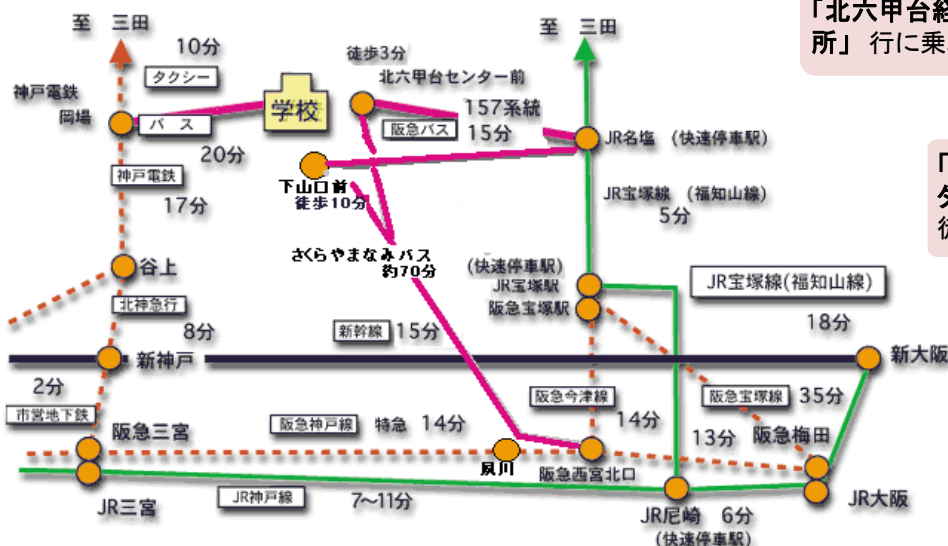 至 三田
10分
タクシー
神戸電鉄
岡場
バス
学校
20分
神戸電鉄
17分
谷上
北神急行
8分
新神戸
2分
市営地下鉄
阪急三宮
JR三宮
徒歩3分
北六甲台センター前
157系統
阪急バス
15分
下山口前
徒歩10分
さくらやまなみバス
約70分
新幹線
15分
阪急神戸線
特急 14分
夙川
JR神戸線
7〜11分
至 三田
JR名塩 (快速停車駅)
JR宝塚線 (福知山線)
5分
(快速停車駅)
JR宝塚駅
阪急宝塚駅
JR宝塚線(福知山線)
18分
新大阪
阪急今津線
14分
阪急宝塚線
35分
13分
阪急梅田
阪急西宮北口
JR大阪
JR尼崎
6分
(快速停車駅)
「北六甲台経
所」 行に乗